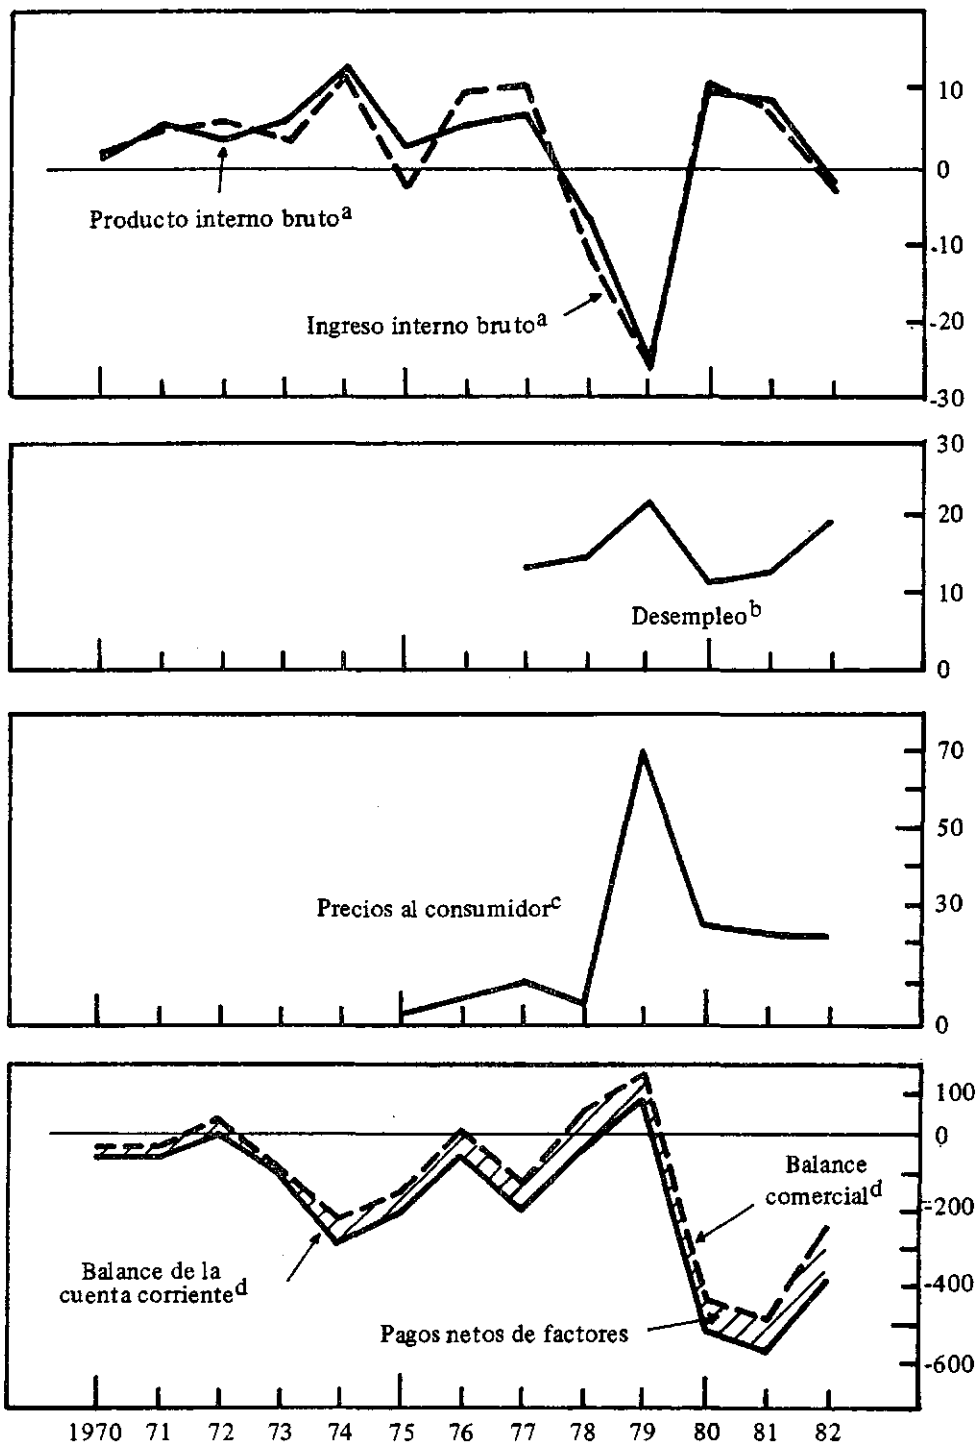 10
0
Producto interno bruto a
-10
Ingreso interno bruto a
-20
-30
30
20
10
Desempleo b
0
70
50
Precios al consumidor c
30
0
100
0
Balance
comercial d
-200
Balance de la
cuenta corriente d
-400
Pagos netos de factores
-600
1970 71 72 73 74 75 76 77 78 79 80 81 82